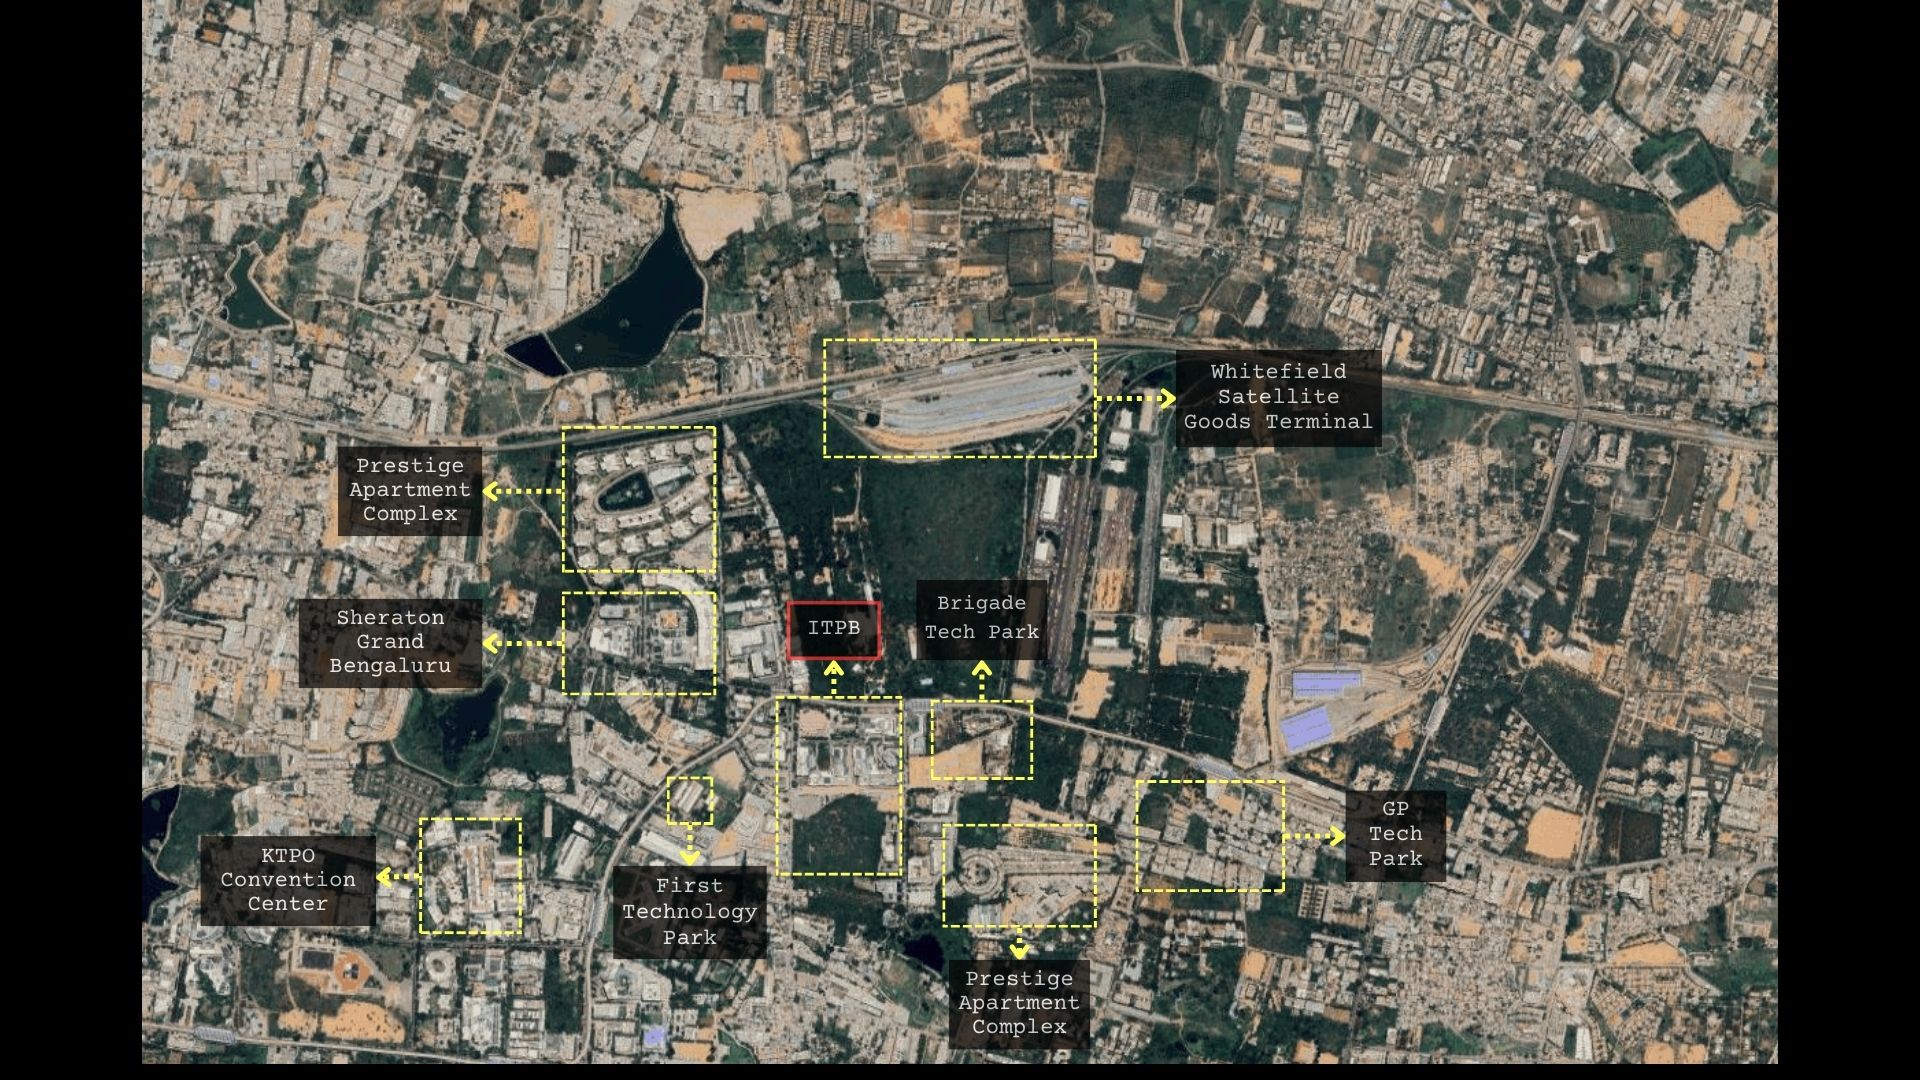 Whitefield
Satellite
Goods Terminal
Prestige
Apartment
Complex
Sheraton
Grand
Bengaluru
ITPB
Brigade
Tech Park
KTPO
Convention
Center
First
Technology
Park
GP
Tech
Park
Prestige
Apartment
Complex